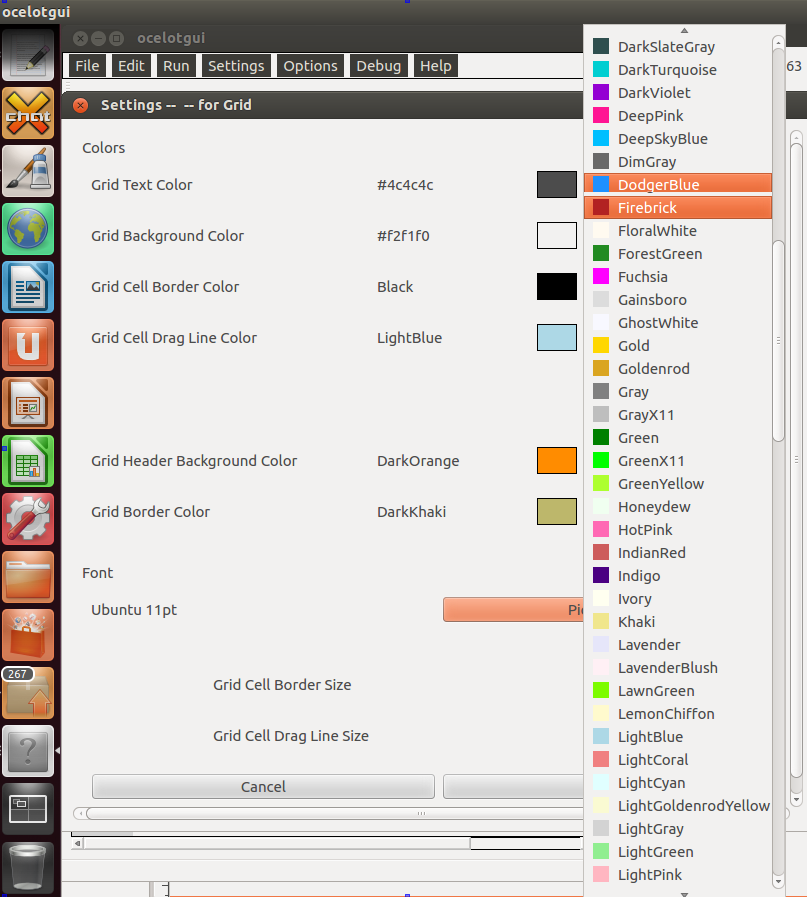 ocelotgui
ocelotgui
File Edit Run Settings Options Debug Help
63
Settings -- -- for Grid
Colors
Grid Text Color #4c4c4c
Grid Background Color #f2f1f0
Grid Cell Border Color Black
Grid Cell Drag Line Color LightBlue
Grid Header Background Color DarkOrange
Grid Border Color DarkKhaki
Font
Ubuntu 11pt
Grid Cell Border Size
Grid Cell Drag Line Size
Cancel
DarkSlateGray
DarkTurquoise
DarkViolet
DeepPink
DeepSkyBlue
DimGray
DodgerBlue
Firebrick
FloralWhite
ForestGreen
Fuchsia
Gainsboro
GhostWhite
Gold
Goldenrod
Gray
GrayX11
Green
GreenX11
GreenYellow
Honeydew
HotPink
IndianRed
Indigo
Ivory
Khaki
Lavender
LavenderBlush
LawnGreen
LemonChiffon
LightBlue
LightCoral
LightCyan
LightGoldenrodYellow
LightGray
LightGreen
LightPink
chat
267